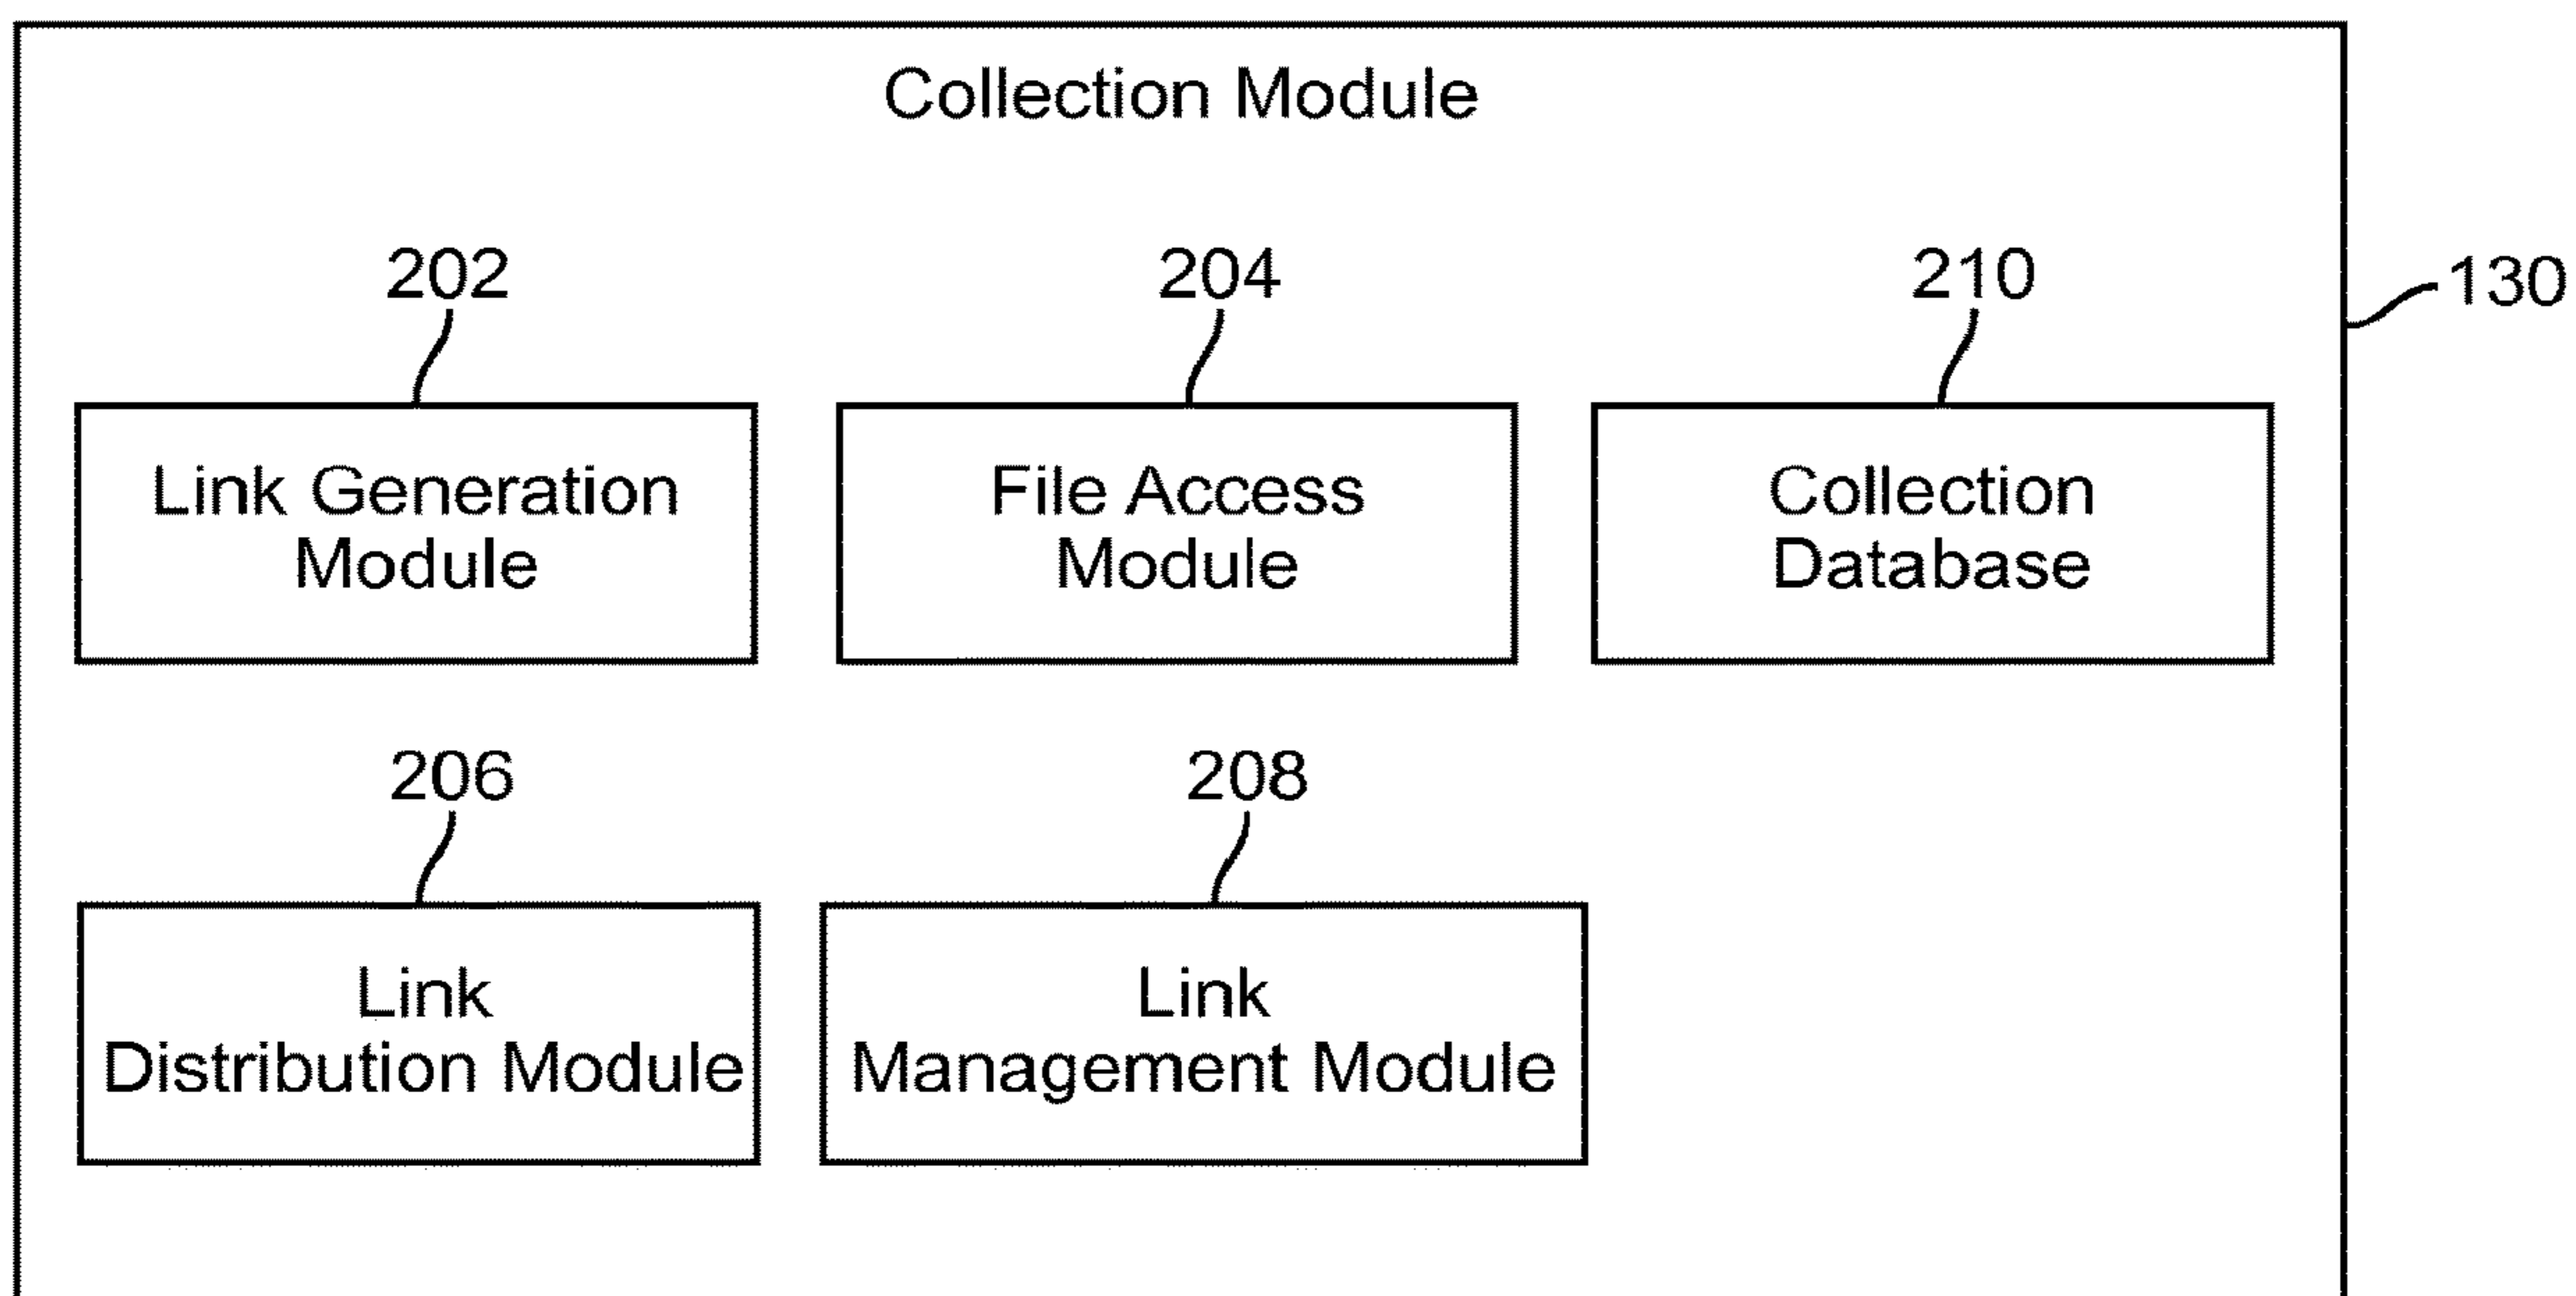 Collection Module
202
204
210
130
Link Generation
Module
File Access
Module
Collection
Database
206
208
Link
Distribution Module
Link
Management Module